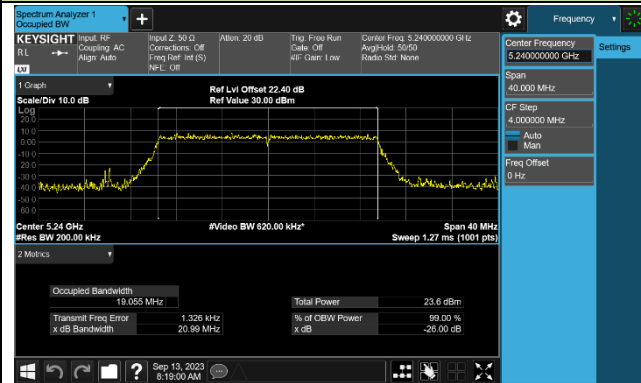 Spectrum Analyzer 1
Occupied BW
+
Frequency
KEYSIGHT
RL
LXI
Input: RF
Coupling: AC
Align: Auto
Input Z: 50 Ω
Corrections: Off
Freq Ref: Int (S)
NFE: Off
Atten: 20 dB
Trig: Free Run
Gate: Off
#IF Gain: Low
Center Freq: 5.240000000 GHz
Avg|Hold: 50/50
Radio Std: None
Center Frequency
5.240000000 GHz
Settings
Span
40.000 MHz
CF Step
4.000000 MHz
Auto
Man
Freq Offset
0 Hz
1 Graph
Scale/Div 10.0 dB
Ref Lvl Offset 22.40 dB
Ref Value 30.00 dBm
Log
20.0
10.0
0.00
-10.0
-20.0
-30.0
-40.0
-50.0
-60.0
Center 5.24 GHz
#Video BW 620.00 kHz*
Span 40 MHz
#Res BW 200.00 kHz
Sweep 1.27 ms (1001 pts)
2 Metrics
Occupied Bandwidth
19.055 MHz
Total Power 23.6 dBm
Transmit Freq Error 1.326 kHz
% of OBW Power 99.00 %
x dB Bandwidth 20.99 MHz
x dB -26.00 dB
?
Sep 13, 2023
8:19:00 AM